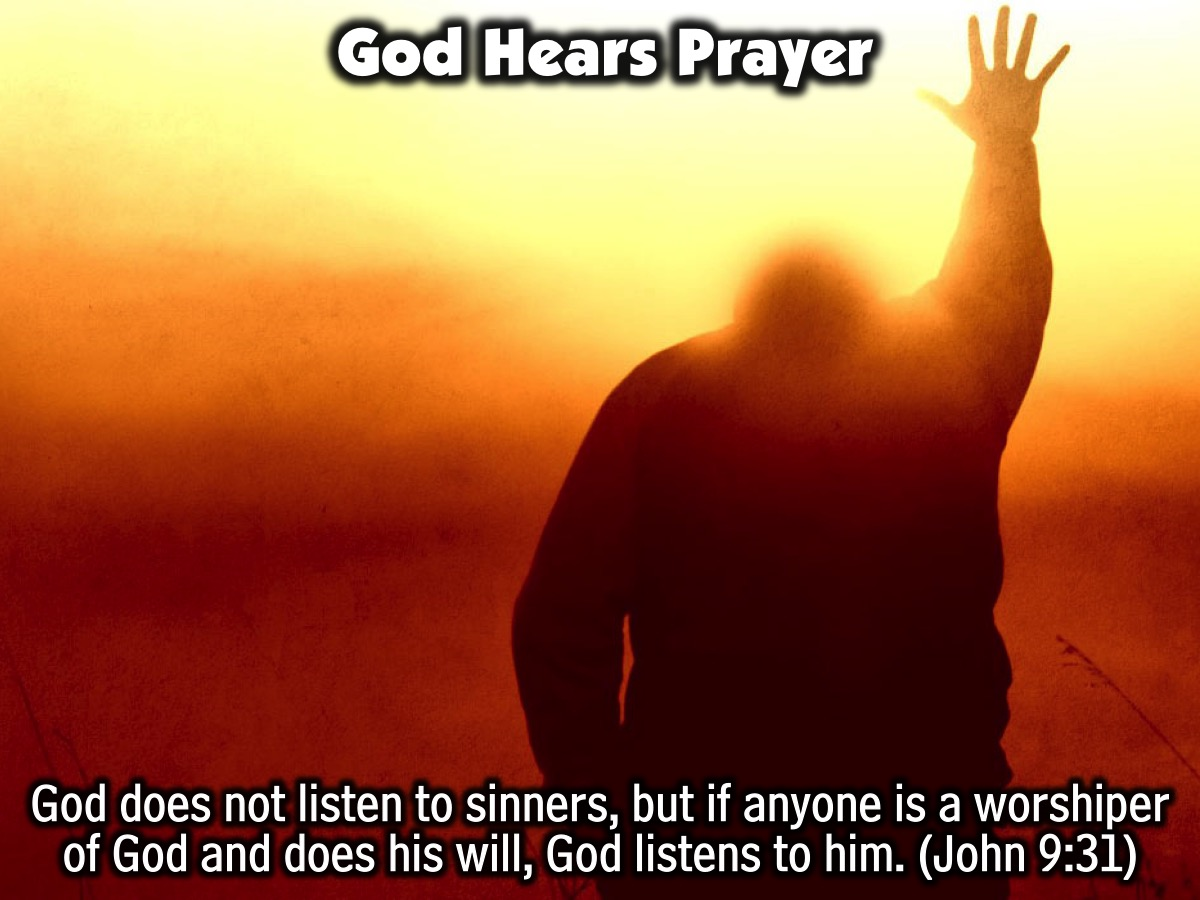 God Hears Prayer
God does not listen to sinners, but if anyone is a worshiper
of God and does his will, God listens to him. (John 9:31)